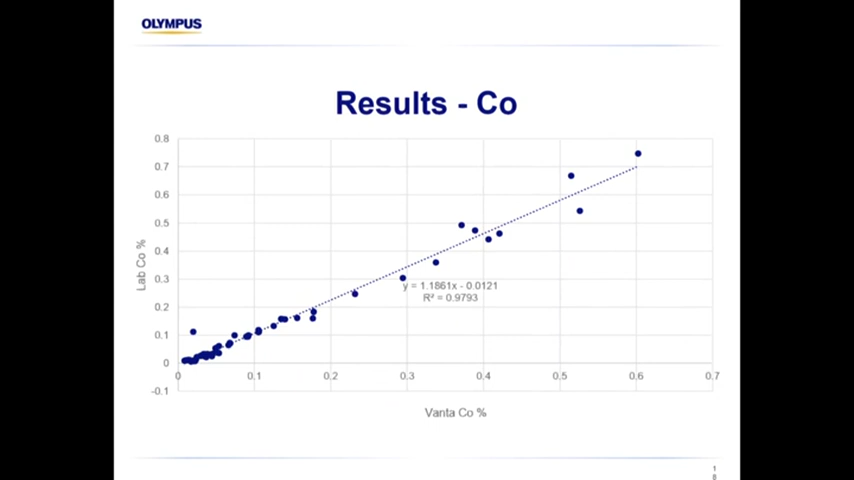 OLYMPUS
Results - Co
0.8
0.7
0.6
0.5
0.4
0.3
0.2
0.1
0
-0.1
Lab Co %
y = 1.1861x - 0.0121
R² = 0.9793
0 0.1 0.2 0.3 0.4 0.5 0.6 0.7
Vanta Co %
1
8